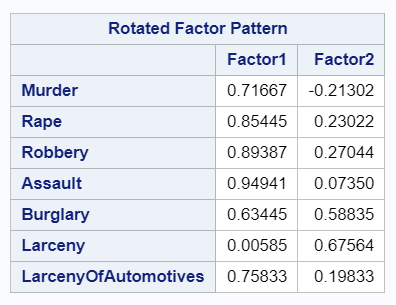 Rotated Factor Pattern
Factor1 Factor2
Murder 0.71667 -0.21302
Rape 0.85445 0.23022
Robbery 0.89387 0.27044
Assault 0.94941 0.07350
Burglary 0.63445 0.58835
Larceny 0.00585 0.67564
LarcenyOfAutomotives 0.75833 0.19833